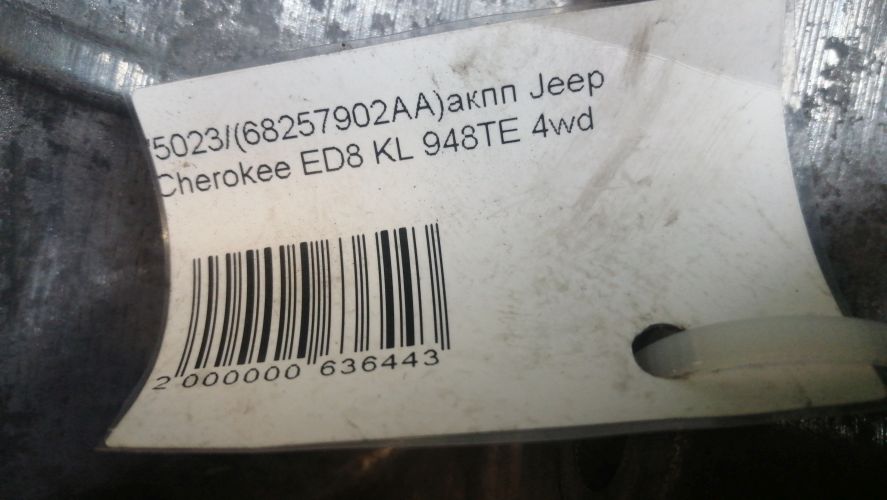 5023/(68257902AA)акпп Jeep
Cherokee ED8 KL 948TE 4wd
2 000000 636443